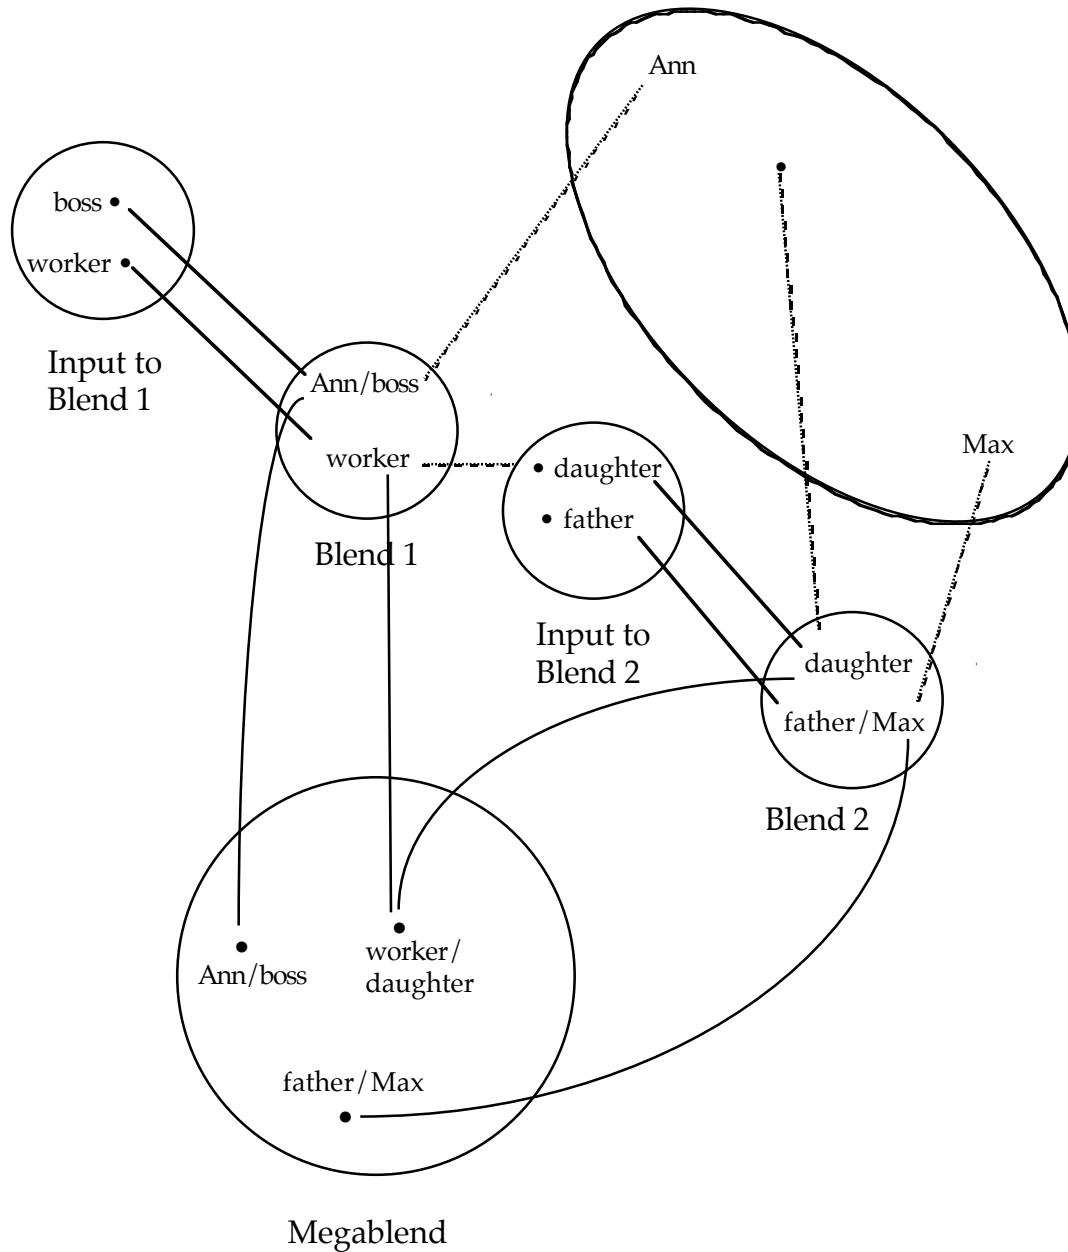 Ann
boss
worker
Input to
Blend 1
Ann/boss
worker
Blend 1
Max
daughter
father
Input to
Blend 2
daughter
father/Max
Blend 2
Ann/boss
worker/
daughter
father/Max
Megablend